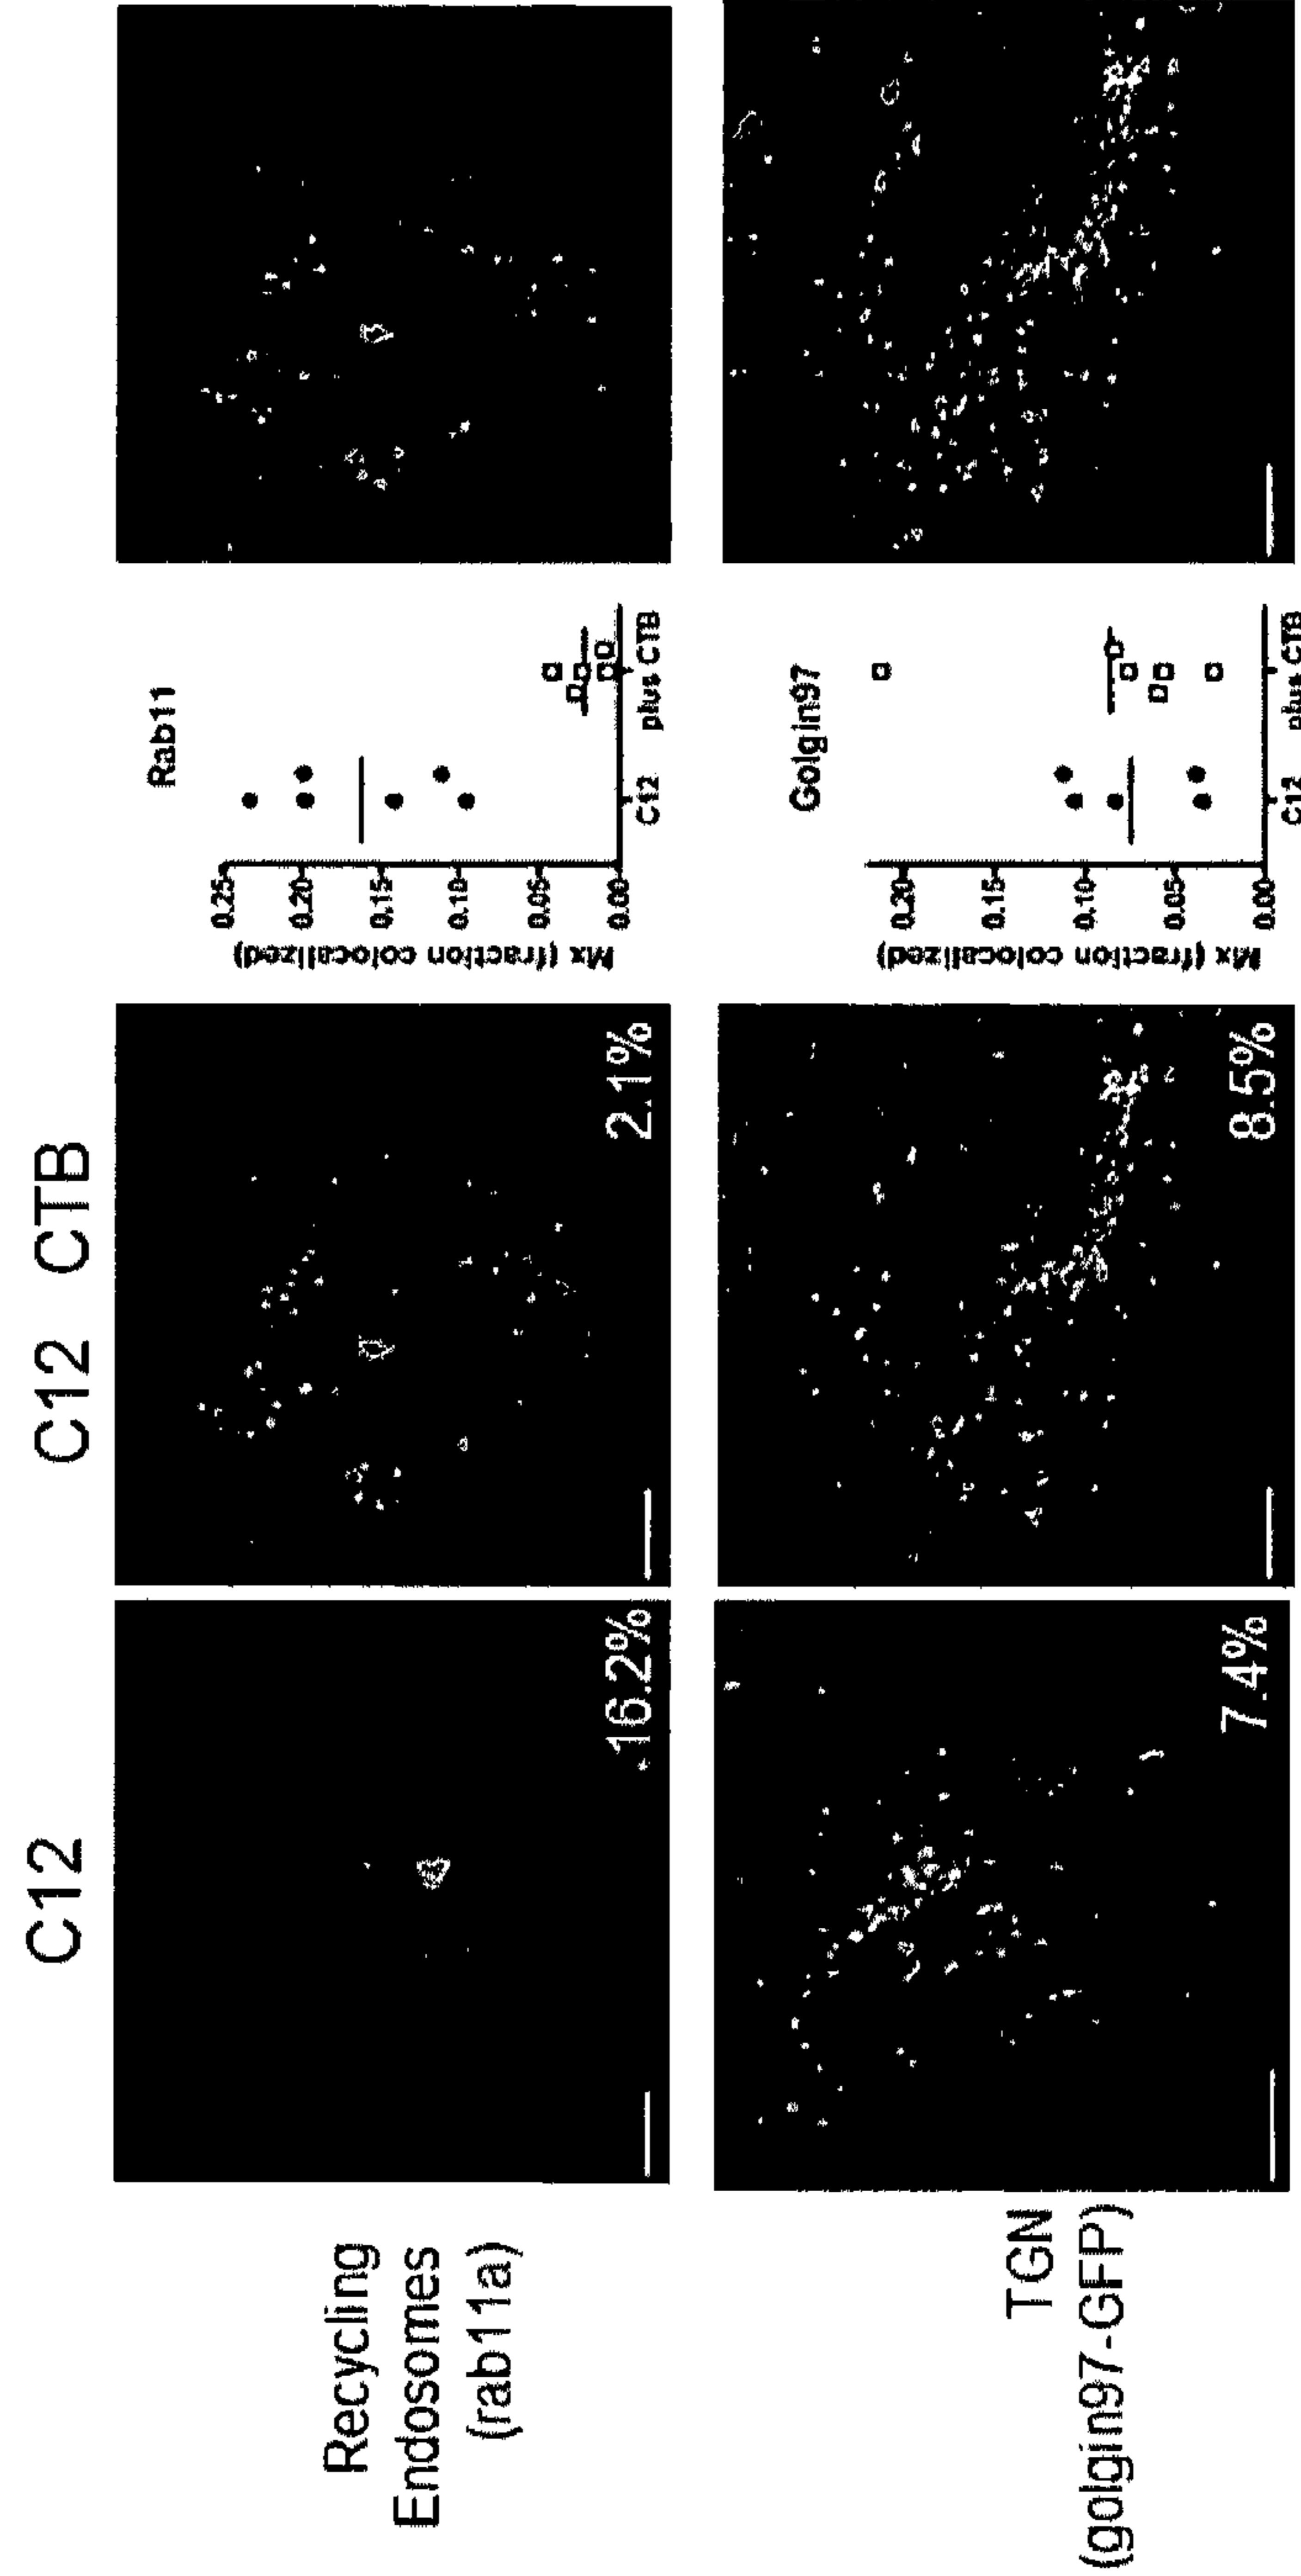 C12
C12 CTB
Recycling
Endosomes
(rab11a)
16.2%
2.1%
Rab11
Mx (fraction colocalized)
0.25
0.20
0.15
0.10
0.05
0.00
C12
plus CTB
TGN
(golgin97-GFP)
7.4%
8.5%
Golgin97
Mx (fraction colocalized)
0.20
0.15
0.10
0.05
0.00
C12
plus CTB